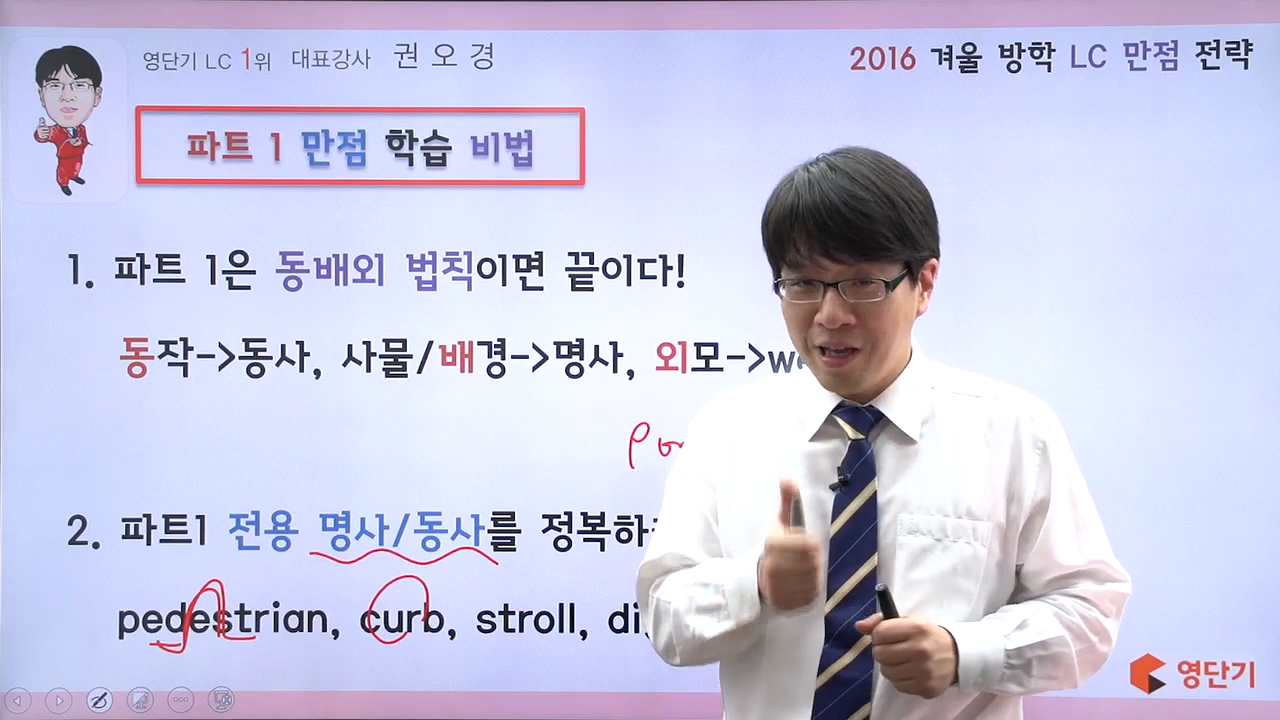 영단기 LC 1위 대표강사 권 오 경
2016 겨울 방학 LC 만점 전략
파트 1 만점 학습 비법
1. 파트 1은 동배외 법칙이면 끝이다!
동작->동사, 사물/배경->명사, 외모->we
2. 파트1 전용 명사/동사를 정복하
pedestrian, curb, stroll, di
영단기